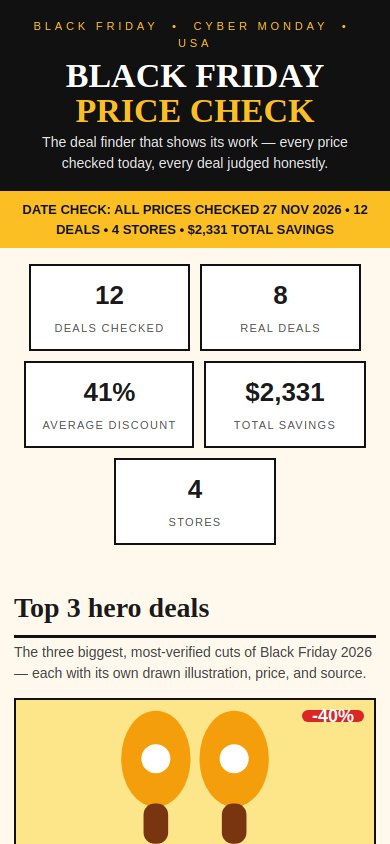 BLACK FRIDAY • CYBER MONDAY •
USA
BLACK FRIDAY
PRICE CHECK
The deal finder that shows its work — every price
checked today, every deal judged honestly.
DATE CHECK: ALL PRICES CHECKED 27 NOV 2026 • 12
DEALS • 4 STORES • $2,331 TOTAL SAVINGS
12
DEALS CHECKED
8
REAL DEALS
41%
AVERAGE DISCOUNT
$2,331
TOTAL SAVINGS
4
STORES
Top 3 hero deals
The three biggest, most-verified cuts of Black Friday 2026
— each with its own drawn illustration, price, and source.
-40%